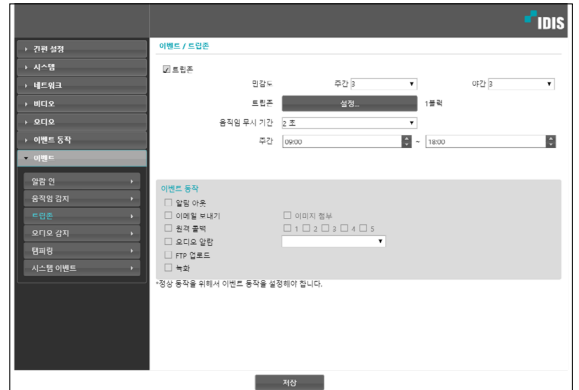 IDIS
간편 설정
시스템
네트워크
비디오
오디오
이벤트 동작
이벤트
알람 인
움직임 감지
트립존
오디오 감지
탬퍼링
시스템 이벤트
이벤트 / 트립존
트립존
민감도 주간 3 야간 3
트립존 설정... 1블럭
움직임 무시 기간 2 초
주간 09:00 ~ 18:00
이벤트 동작
알람 아웃
이메일 보내기 이미지 첨부
원격 콜백 1 2 3 4 5
오디오 알람
FTP 업로드
녹화
*정상 동작을 위해서 이벤트 동작을 설정해야 합니다.
저장